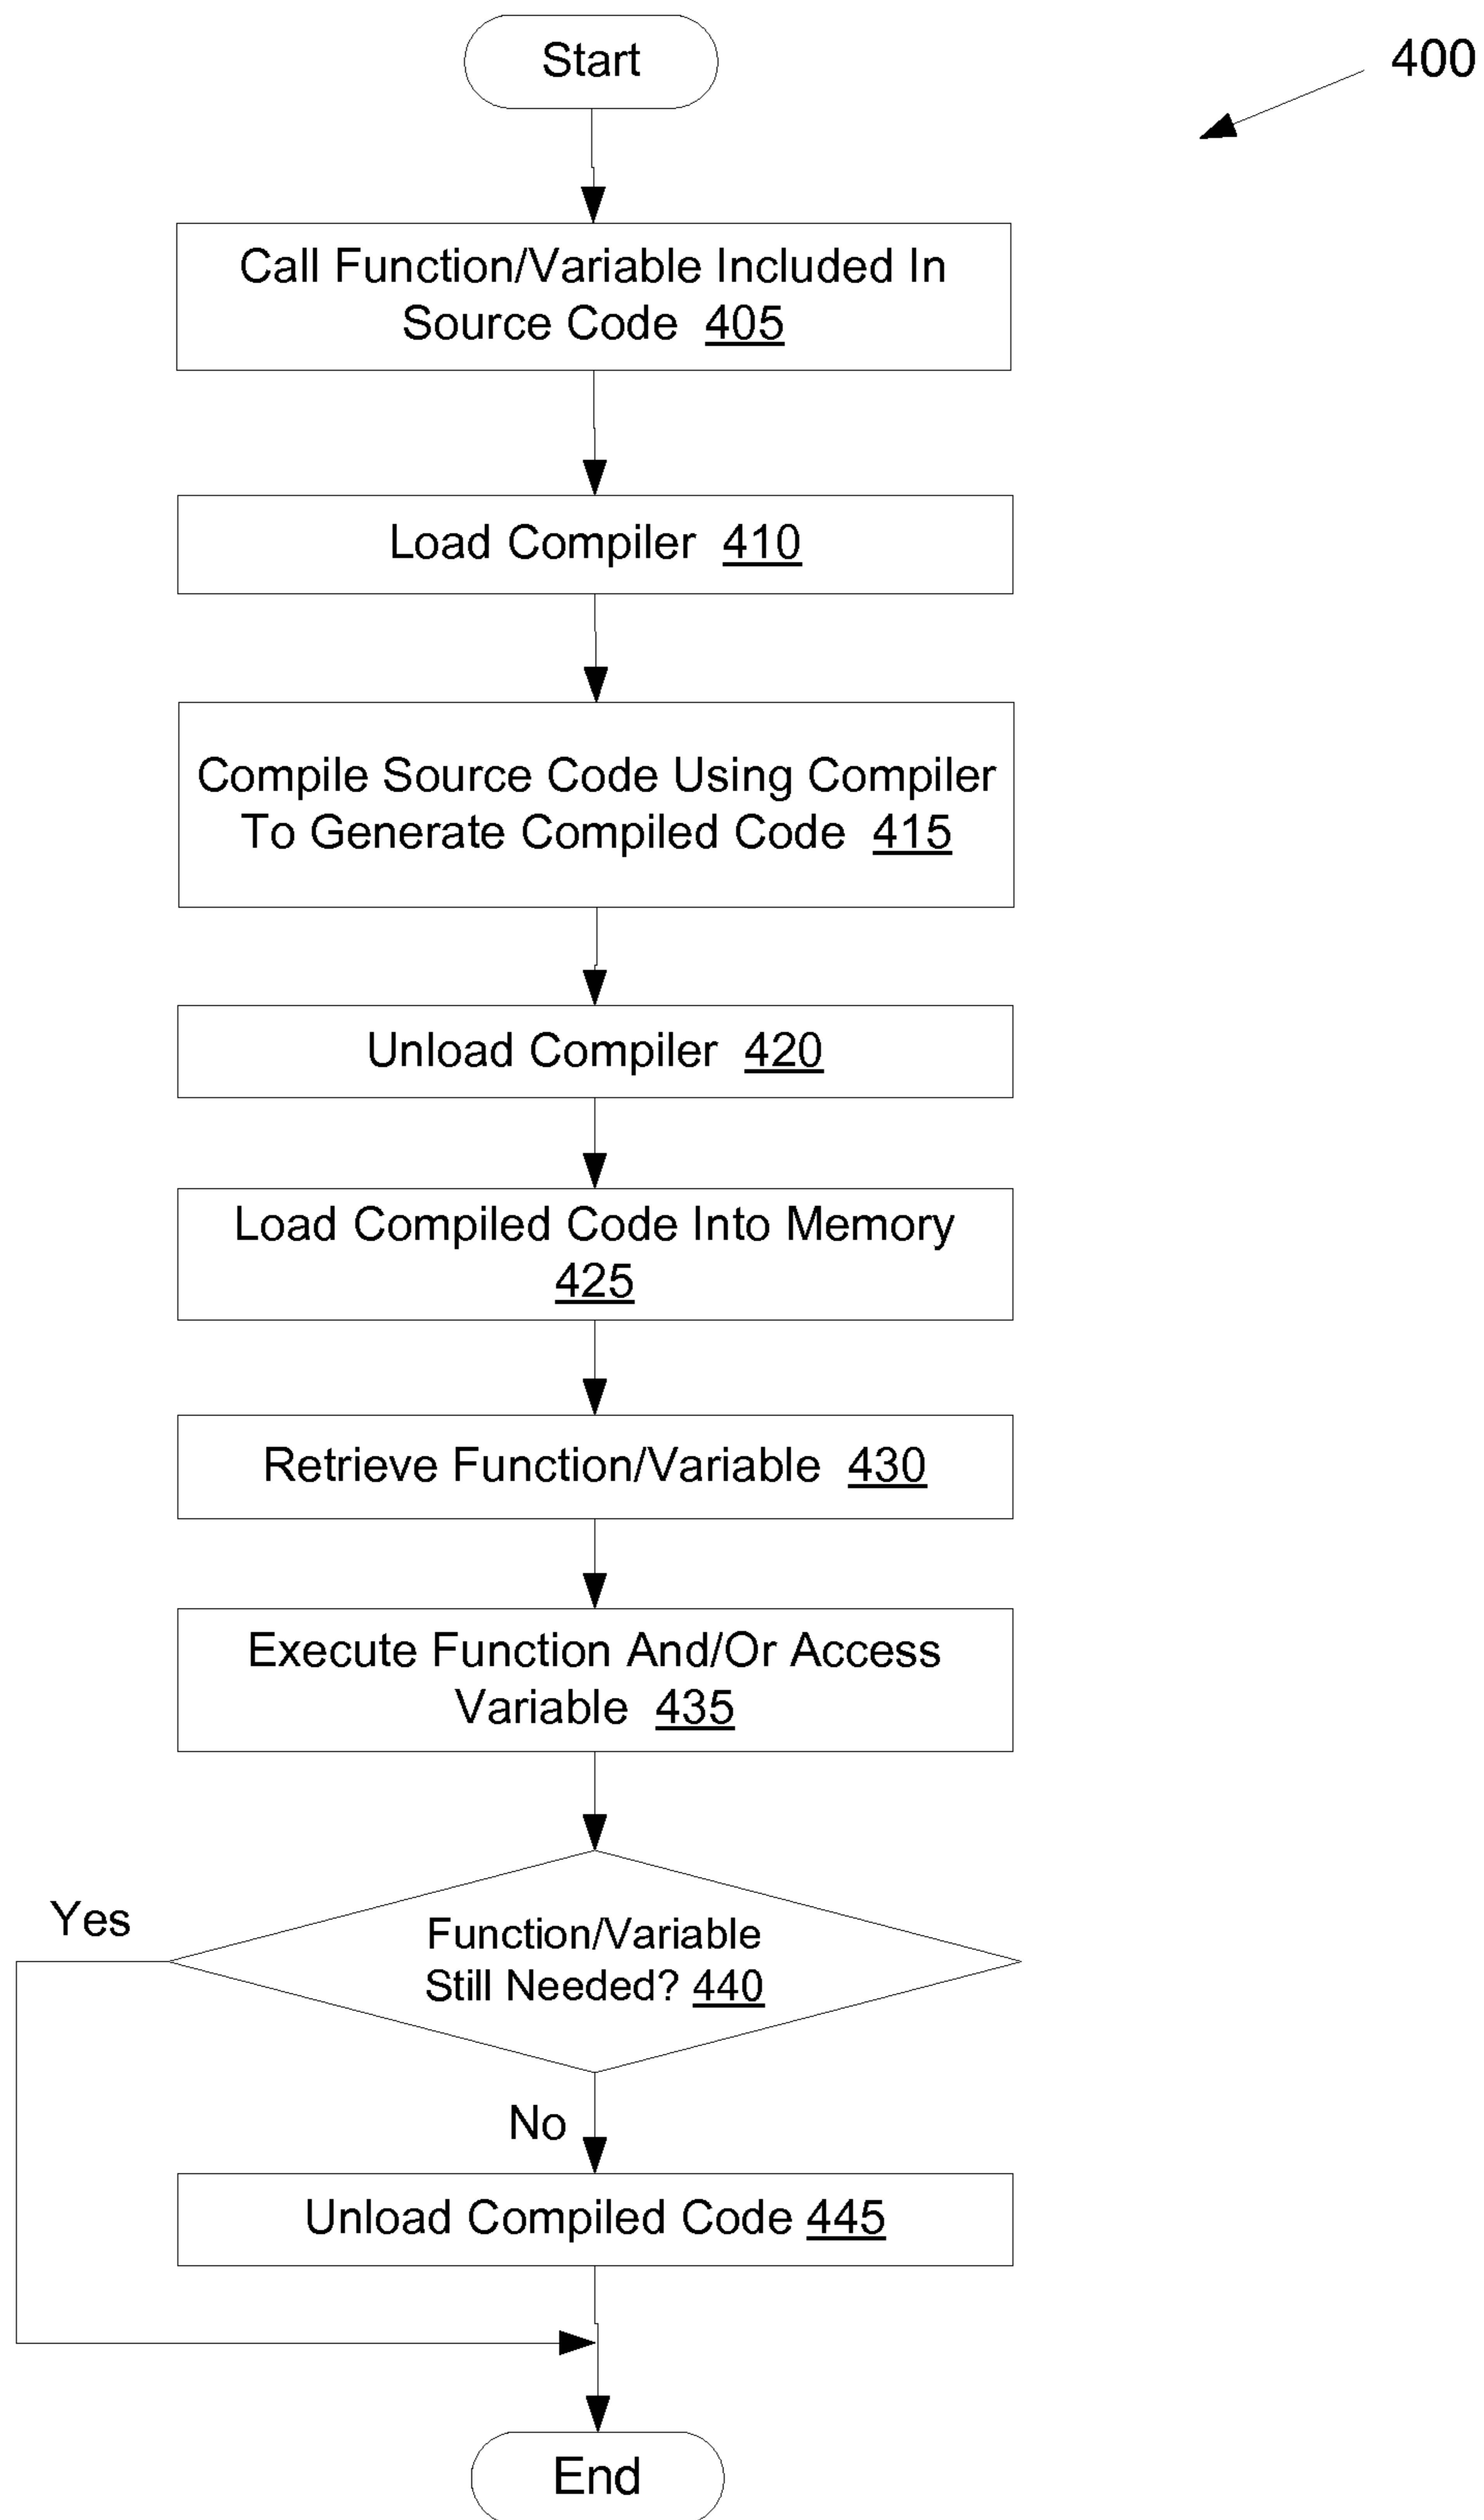 Start
400
Call Function/Variable Included In
Source Code 405
Load Compiler 410
Compile Source Code Using Compiler
To Generate Compiled Code 415
Unload Compiler 420
Load Compiled Code Into Memory
425
Retrieve Function/Variable 430
Execute Function And/Or Access
Variable 435
Yes
Function/Variable
Still Needed? 440
No
Unload Compiled Code 445
End